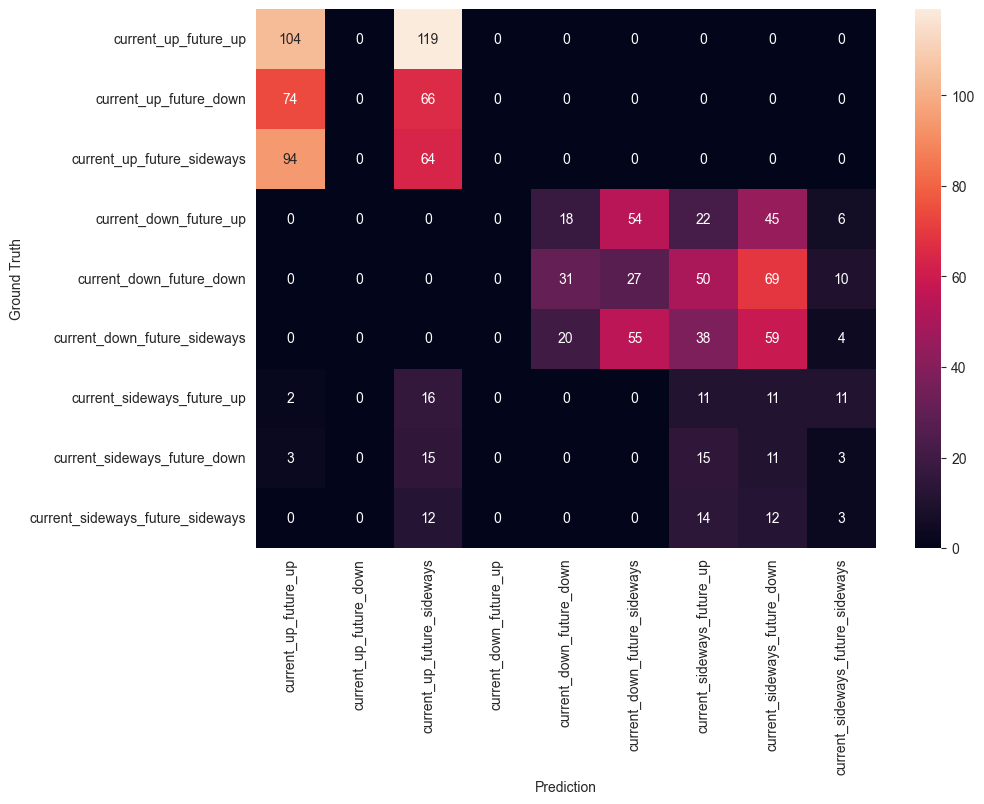 current_up_future_up 104 0 119 0 0 0 0 0 0
current_up_future_down 74 0 66 0 0 0 0 0 0
current_up_future_sideways 94 0 64 0 0 0 0 0 0
current_down_future_up 0 0 0 0 18 54 22 45 6
current_down_future_down 0 0 0 0 31 27 50 69 10
current_down_future_sideways 0 0 0 0 20 55 38 59 4
current_sideways_future_up 2 0 16 0 0 0 11 11 11
current_sideways_future_down 3 0 15 0 0 0 15 11 3
current_sideways_future_sideways 0 0 12 0 0 0 14 12 3
Ground Truth
current_up_future_up
current_up_future_down
current_up_future_sideways
current_down_future_up
current_down_future_down
current_down_future_sideways
current_sideways_future_up
current_sideways_future_down
current_sideways_future_sideways
Prediction
100
80
60
40
20
0